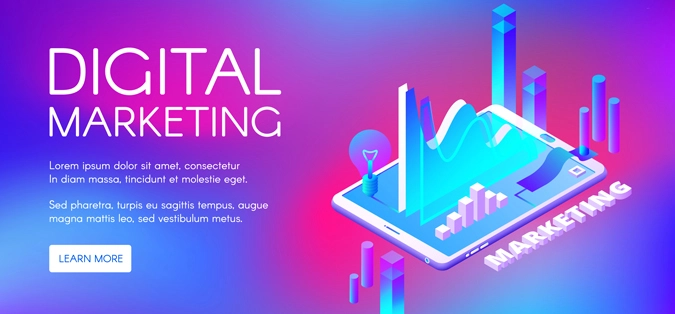 DIGITAL
MARKETING
Lorem ipsum dolor sit amet, consectetur
In diam massa, tincidunt et molestie eget.
Sed pharetra, turpis eu sagittis tempus, augue
magna mattis leo, sed vestibulum metus.
LEARN MORE
MARKETING